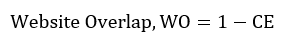 Website Overlap, WO = 1 − CE